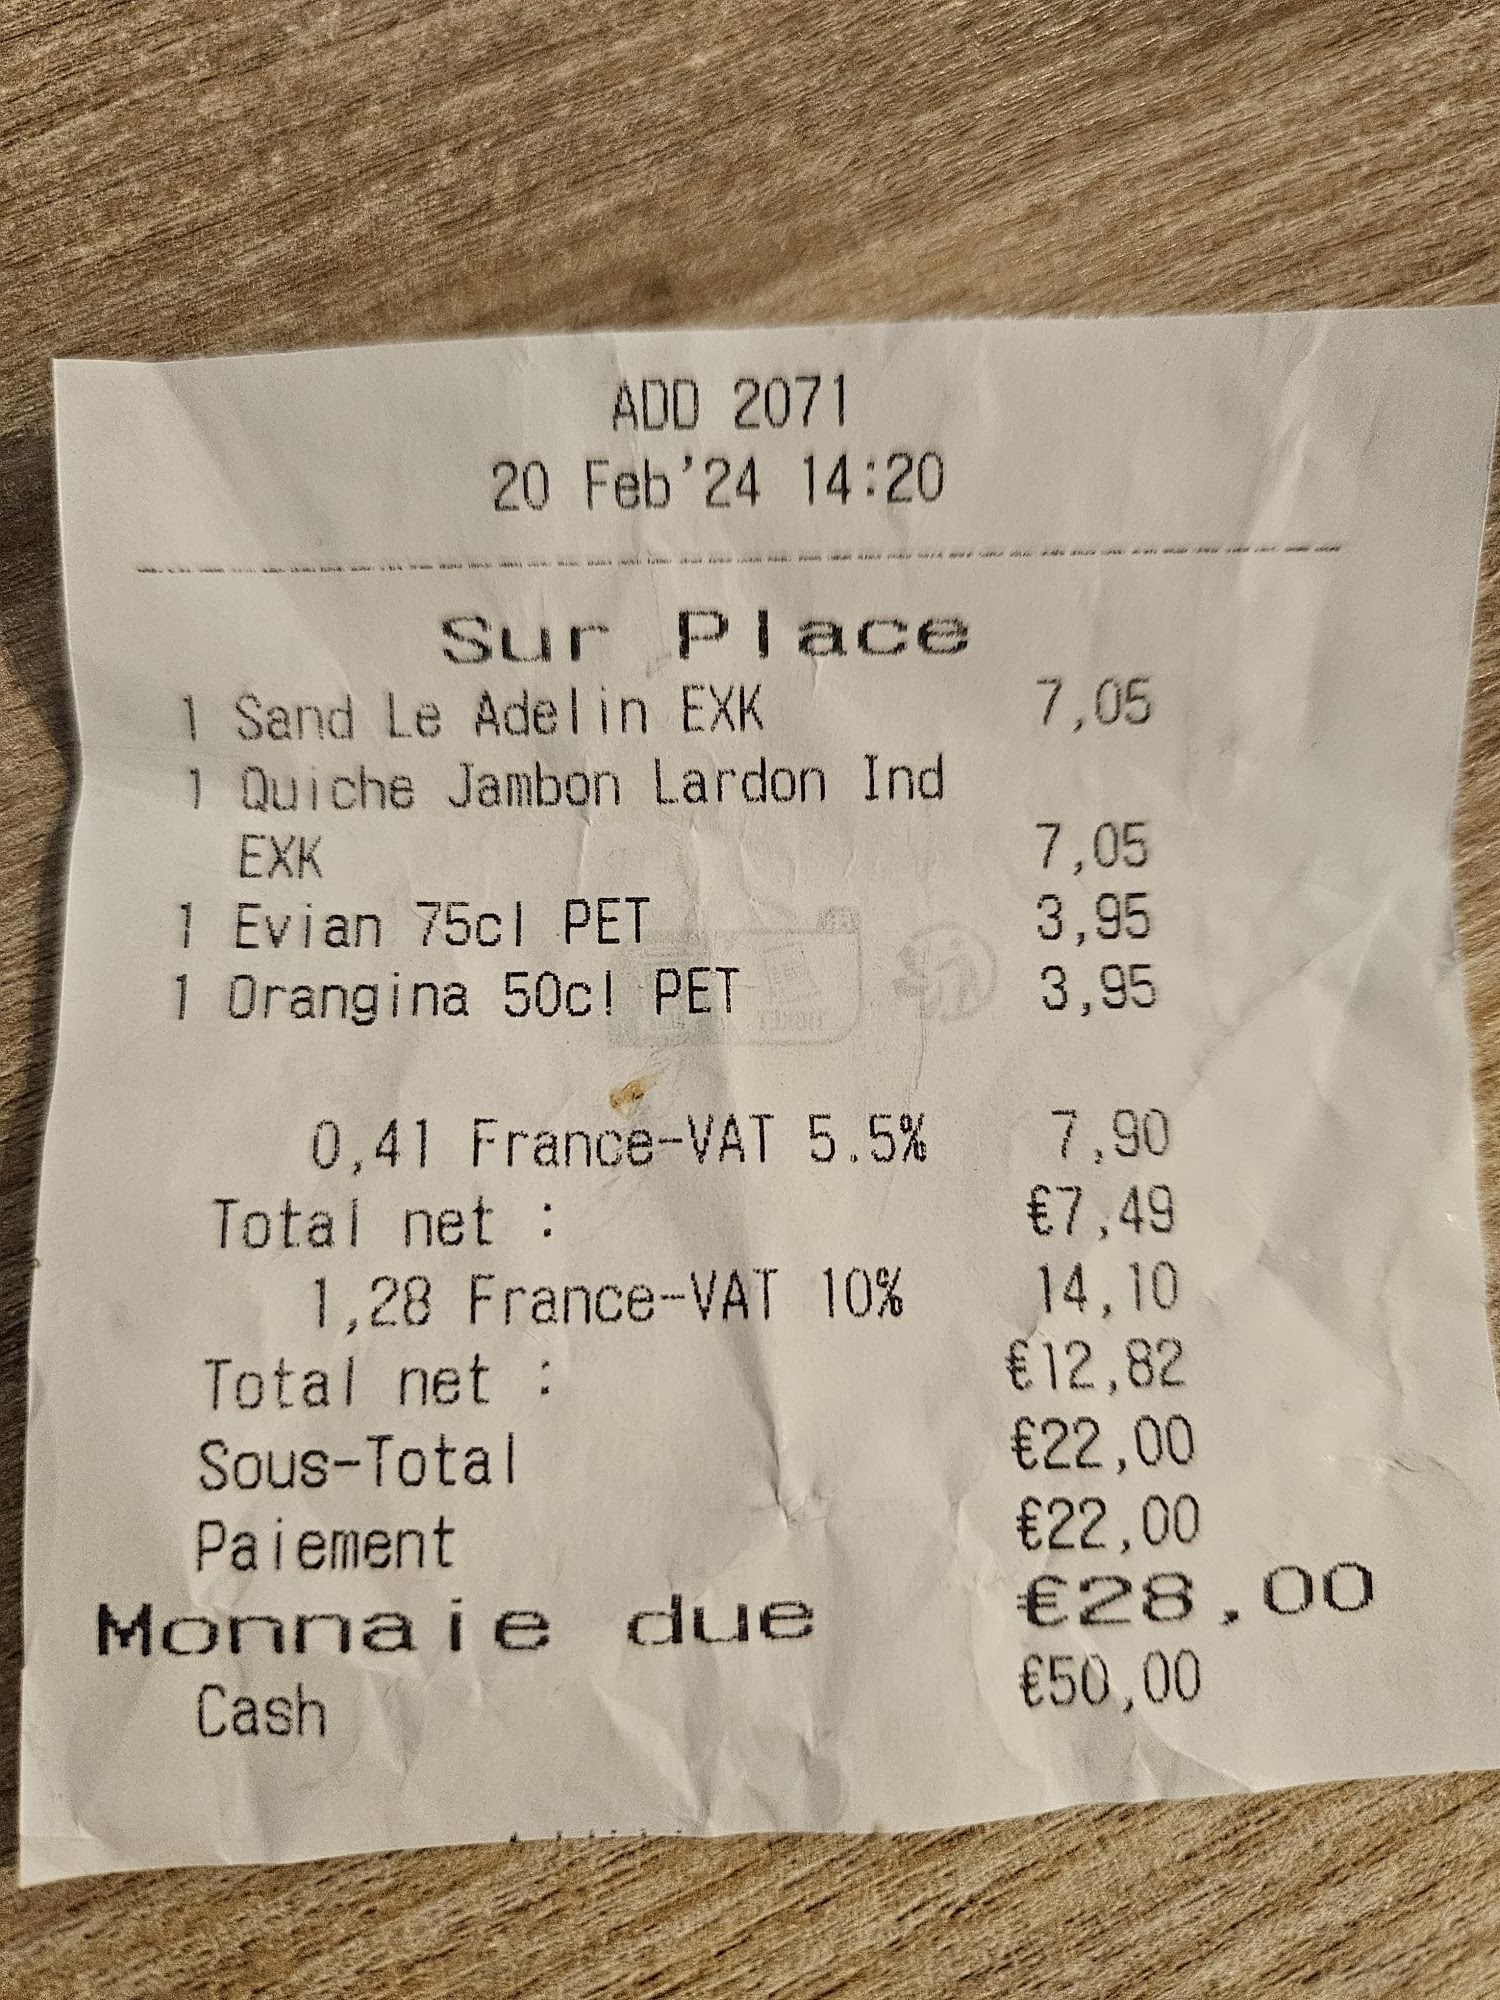 ADD 2071
20 Feb'24 14:20
Sur Place
1 Sand Le Adelin EXK 7,05
1 Quiche Jambon Lardon Ind
EXK 7,05
1 Evian 75cl PET 3,95
1 Orangina 50cl PET 3,95
0,41 France-VAT 5.5% 7,90
Total net : €7,49
1,28 France-VAT 10% 14,10
Total net : €12,82
Sous-Total €22,00
Paiement €22,00
Monnaie due €28,00
Cash €50,00